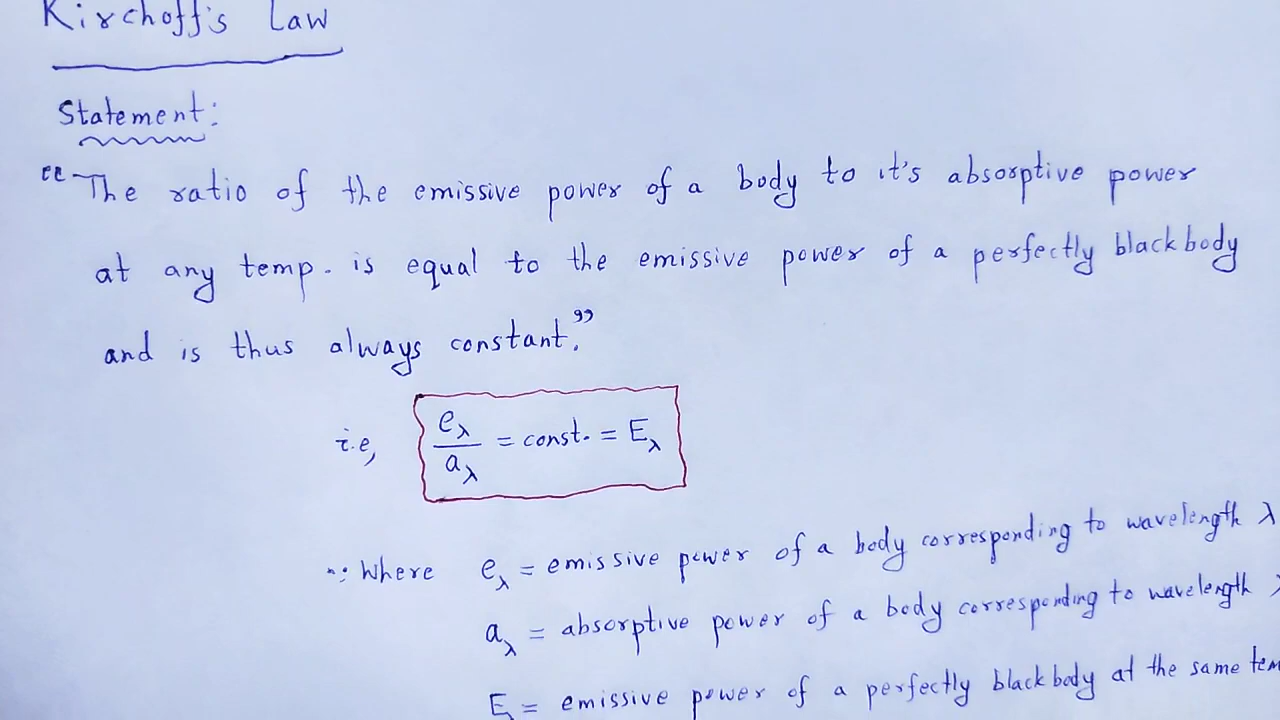 Kirchoff's Law
Statement:
"The ratio of the emissive power of a body to it's absorptive power
at any temp. is equal to the emissive power of a perfectly blackbody
and is thus always constant."
i.e, eλ/aλ = const. = Eλ
∴ Where eλ = emissive power of a body corresponding to wavelength λ
aλ = absorptive power of a body corresponding to wavelength λ
E = emissive power of a perfectly blackbody at the same